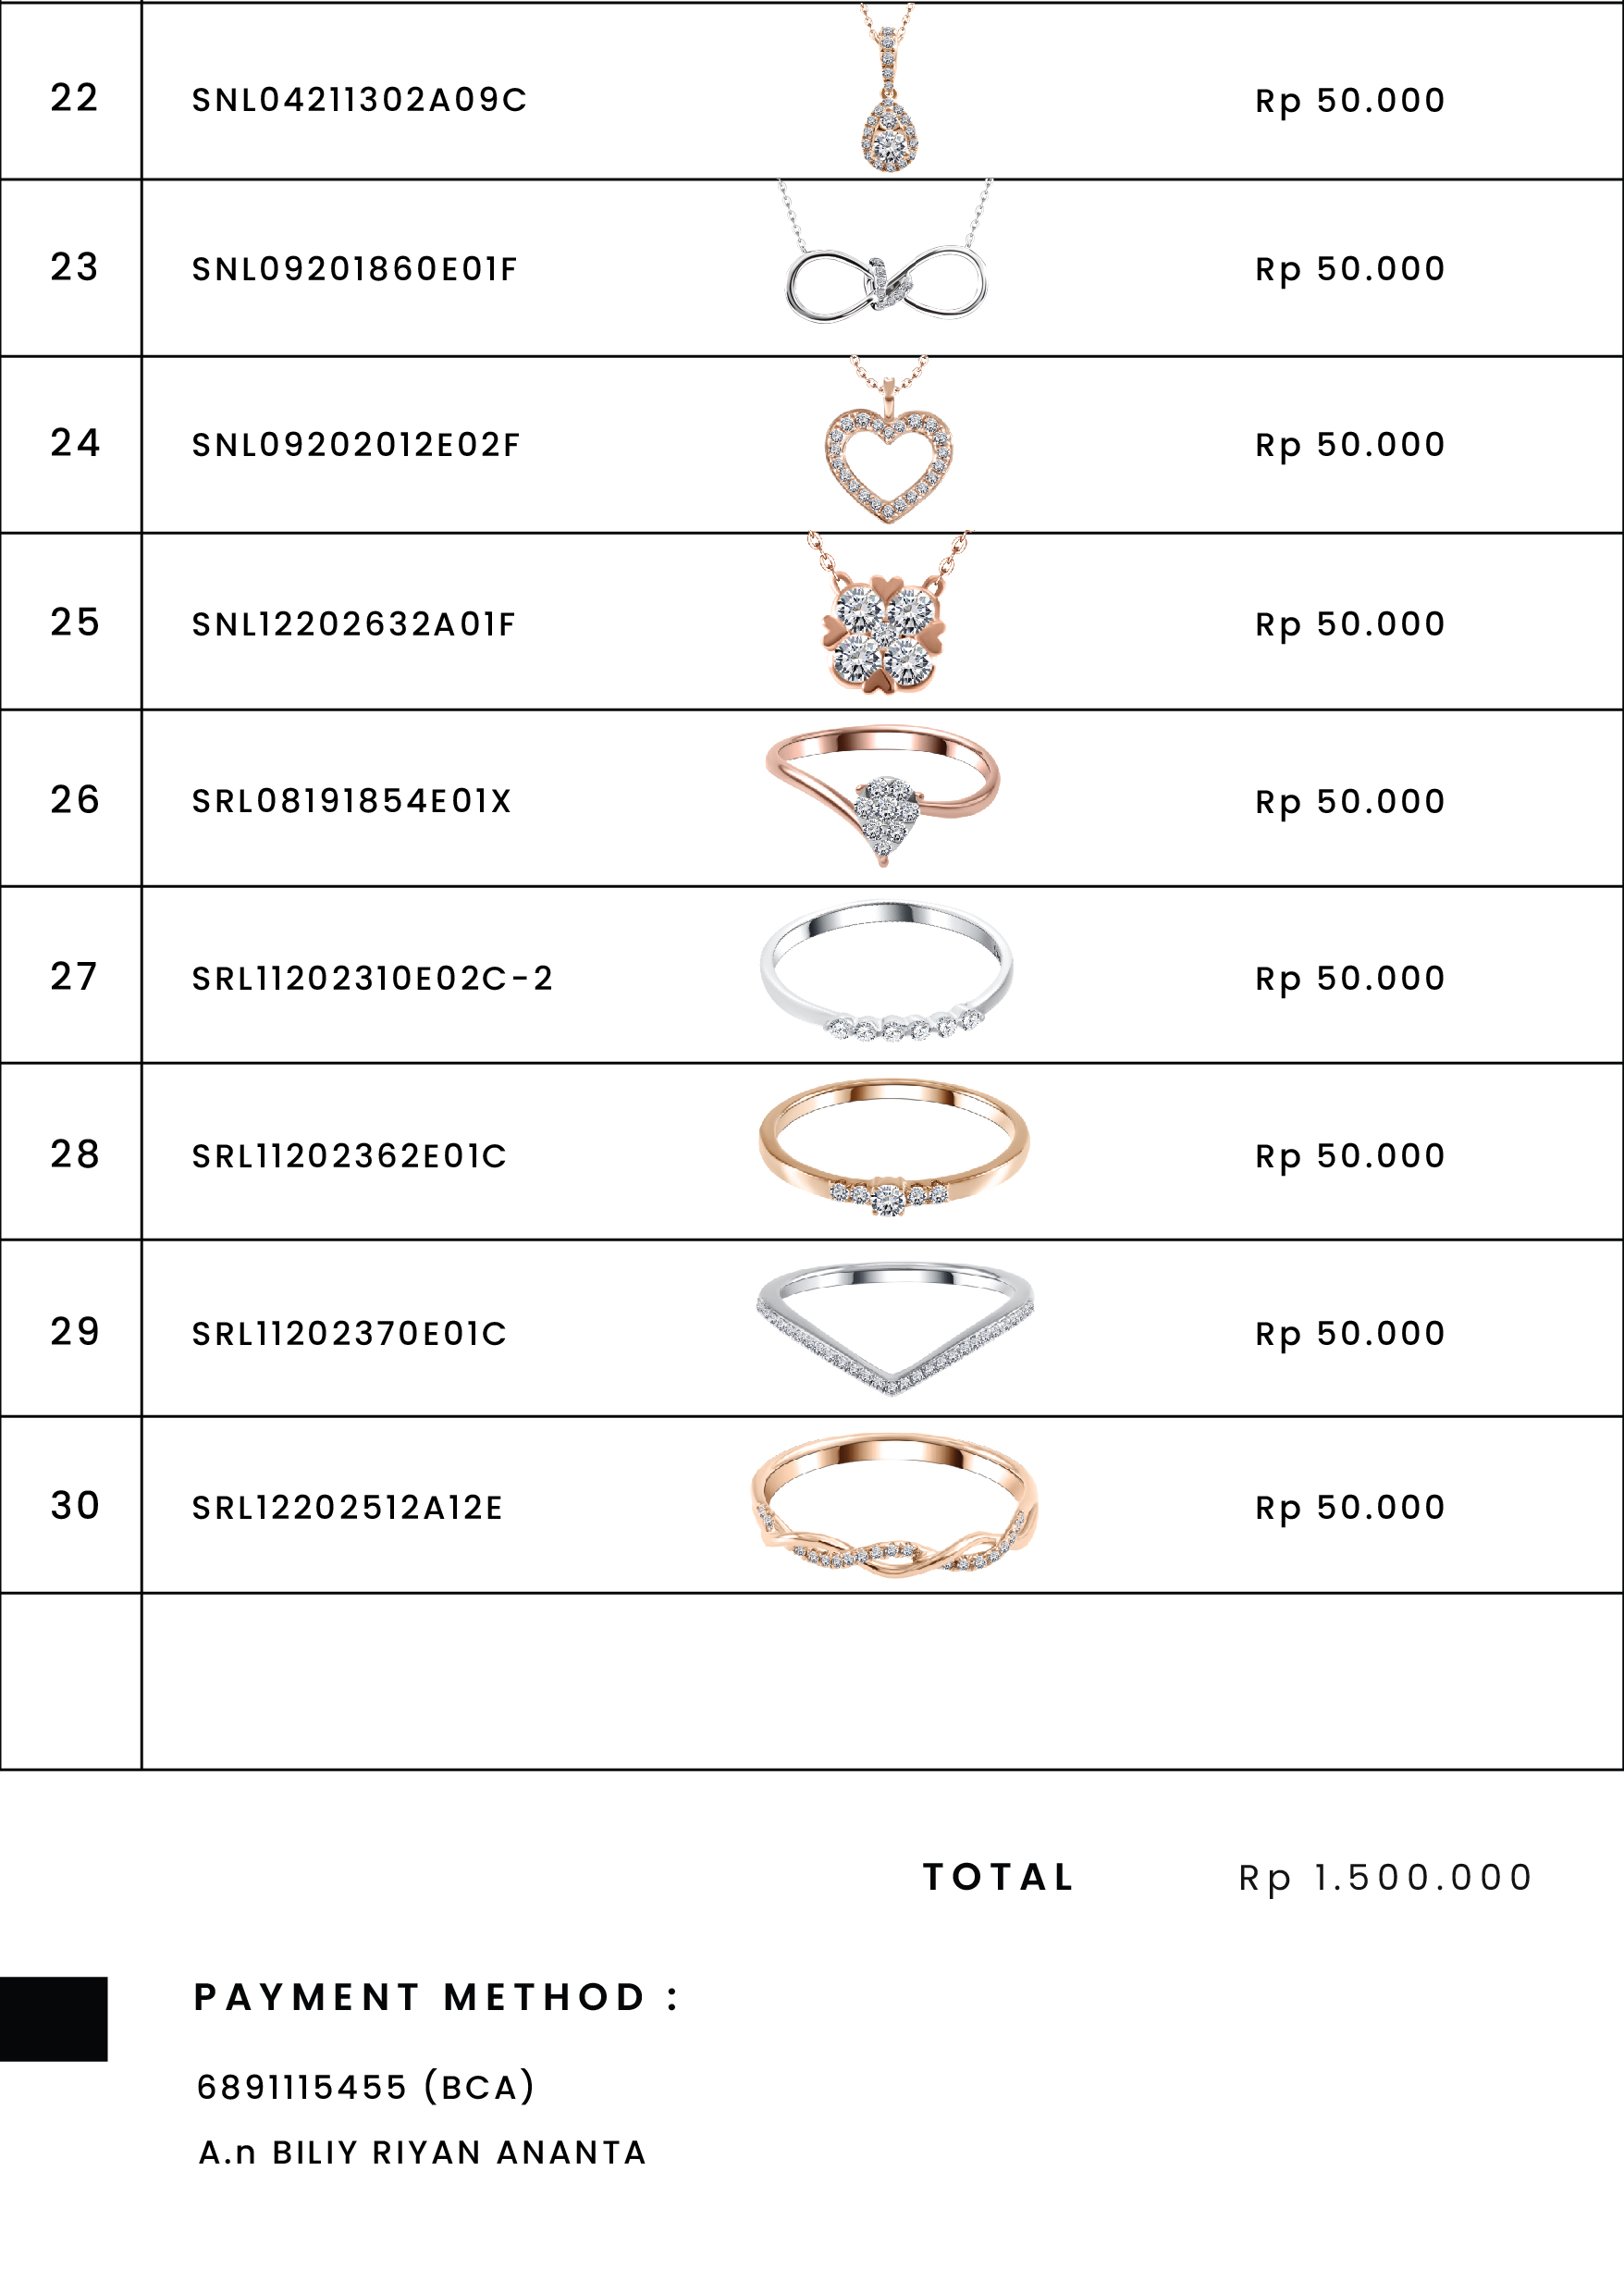 22 SNL04211302A09C Rp 50.000
23 SNL09201860E01F Rp 50.000
24 SNL09202012E02F Rp 50.000
25 SNL12202632A01F Rp 50.000
26 SRL08191854E01X Rp 50.000
27 SRL11202310E02C-2 Rp 50.000
28 SRL11202362E01C Rp 50.000
29 SRL11202370E01C Rp 50.000
30 SRL12202512A12E Rp 50.000
TOTAL Rp 1.500.000
PAYMENT METHOD :
6891115455 (BCA)
A.n BILIY RIYAN ANANTA